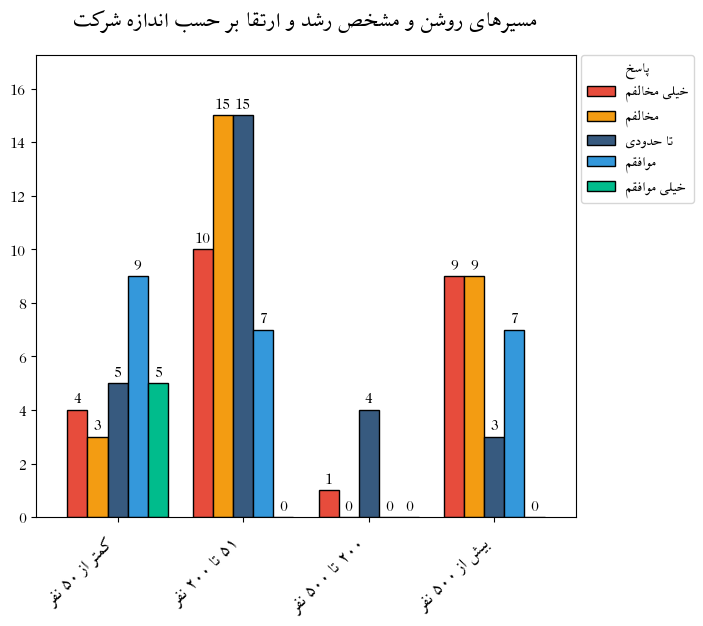 مسیرهای روشن و مشخص رشد و ارتقا بر حسب اندازه شرکت
پاسخ
خیلی مخالفم
مخالفم
تا حدودی
موافقم
خیلی موافقم
16
14
12
10
8
6
4
2
0
4 3 5 9 5
10 15 15 7 0
1 0 4 0 0
9 9 3 7 0
کمتر از ۵۰ نفر
۵۱ تا ۲۰۰ نفر
۲۰۰ تا ۵۰۰ نفر
بیش از ۵۰۰ نفر